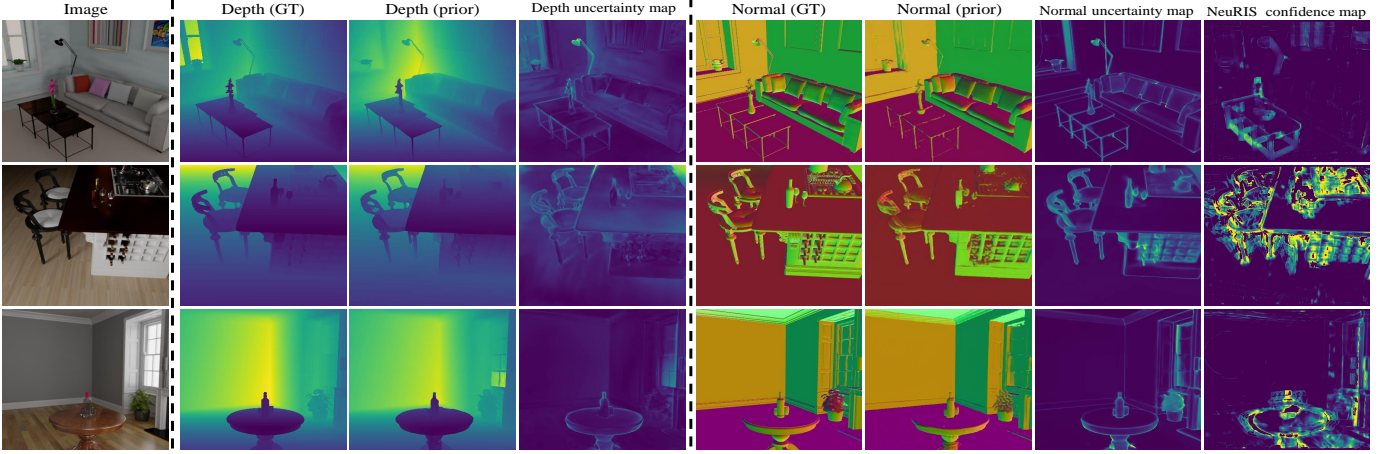 Image
Depth (GT)
Depth (prior)
Depth uncertainty map
Normal (GT)
Normal (prior)
Normal uncertainty map
NeuRIS confidence map